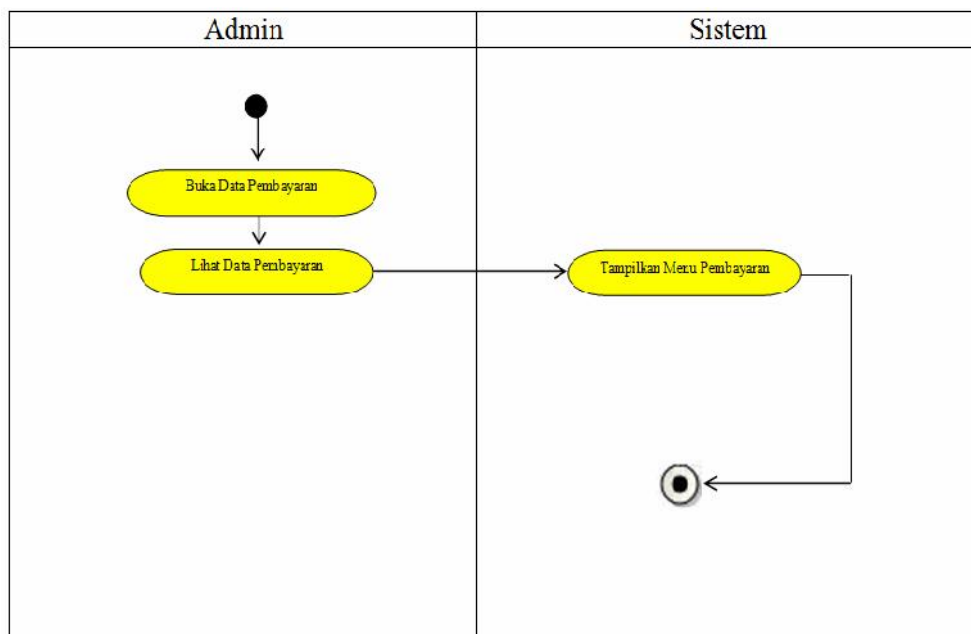 Admin
Sistem
Buka Data Pembayaran
Lihat Data Pembayaran
Tampilkan Menu Pembayaran